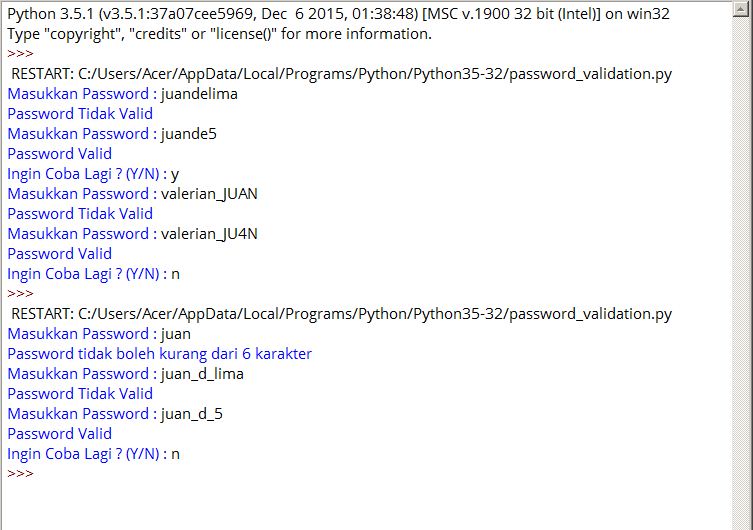 Python 3.5.1 (v3.5.1:37a07cee5969, Dec  6 2015, 01:38:48) [MSC v.1900 32 bit (Intel)] on win32
Type "copyright", "credits" or "license()" for more information.
>>>
 RESTART: C:/Users/Acer/AppData/Local/Programs/Python/Python35-32/password_validation.py
Masukkan Password : juandelima
Password Tidak Valid
Masukkan Password : juande5
Password Valid
Ingin Coba Lagi ? (Y/N) : y
Masukkan Password : valerian_JUAN
Password Tidak Valid
Masukkan Password : valerian_JU4N
Password Valid
Ingin Coba Lagi ? (Y/N) : n
>>>
 RESTART: C:/Users/Acer/AppData/Local/Programs/Python/Python35-32/password_validation.py
Masukkan Password : juan
Password tidak boleh kurang dari 6 karakter
Masukkan Password : juan_d_lima
Password Tidak Valid
Masukkan Password : juan_d_5
Password Valid
Ingin Coba Lagi ? (Y/N) : n
>>>